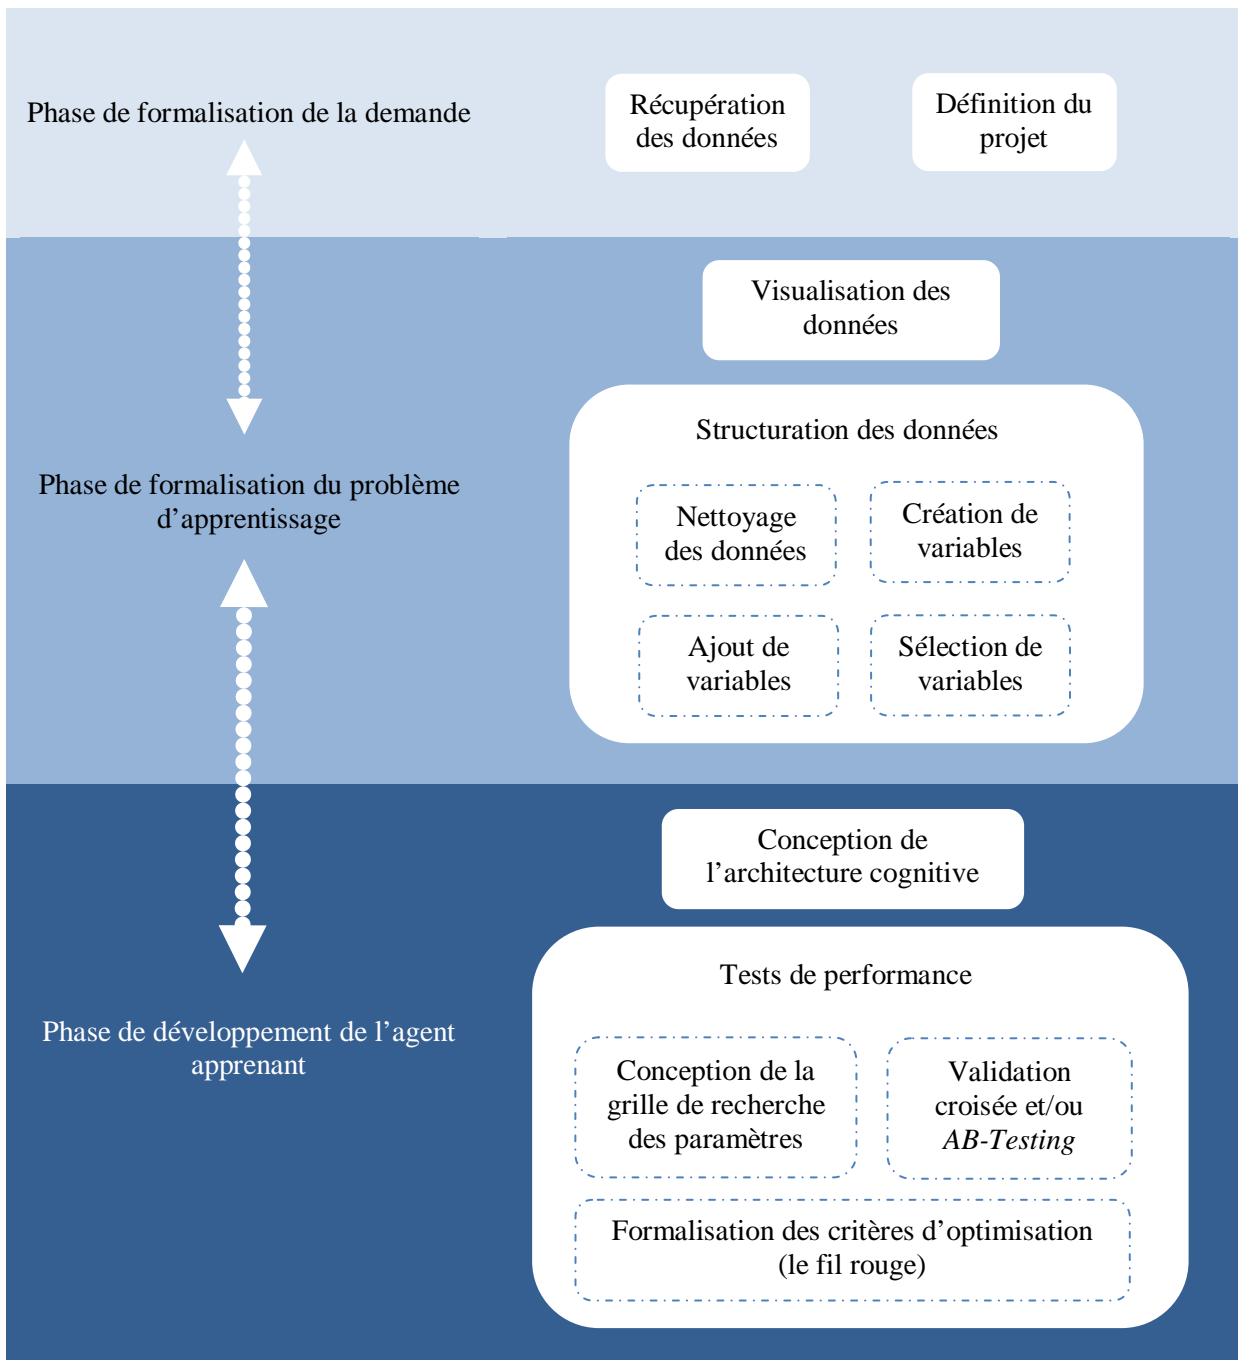 Phase de formalisation de la demande
Récupération
des données
Définition du
projet
Visualisation des
données
Phase de formalisation du problème
d’apprentissage
Structuration des données
Nettoyage
des données
Création de
variables
Ajout de
variables
Sélection de
variables
Phase de développement de l’agent
apprenant
Conception de
l’architecture cognitive
Tests de performance
Conception de la
grille de recherche
des paramètres
Validation
croisée et/ou
AB-Testing
Formalisation des critères d’optimisation
(le fil rouge)